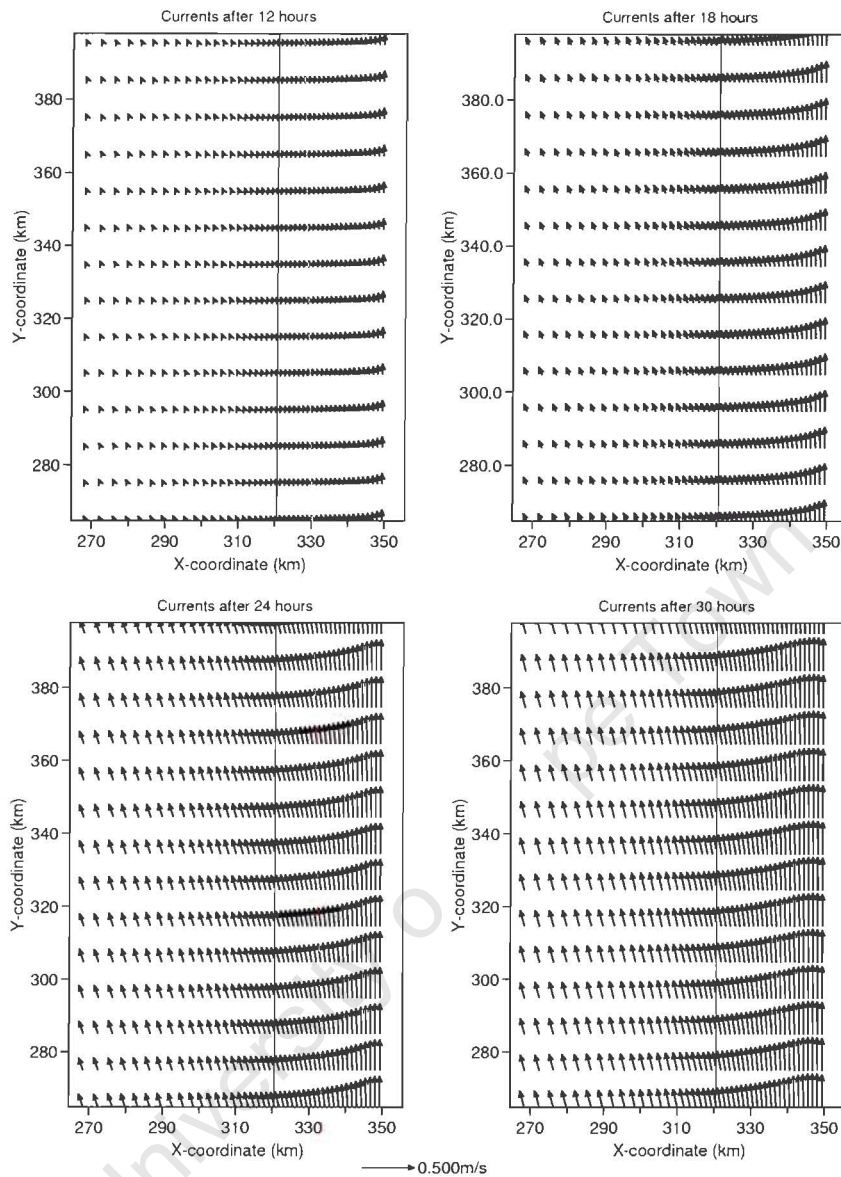 Currents after 12 hours
Y-coordinate (km)
380
360
340
320
300
280
270 290 310 330 350
X-coordinate (km)
Currents after 18 hours
Y-coordinate (km)
380.0
360.0
340.0
320.0
300.0
280.0
270 290 310 330 350
X-coordinate (km)
Currents after 24 hours
Y-coordinate (km)
380
360
340
320
300
280
270 290 310 330 350
X-coordinate (km)
Currents after 30 hours
Y-coordinate (km)
380
360
340
320
300
280
270 290 310 330 350
X-coordinate (km)
0.500m/s
University o pe Town